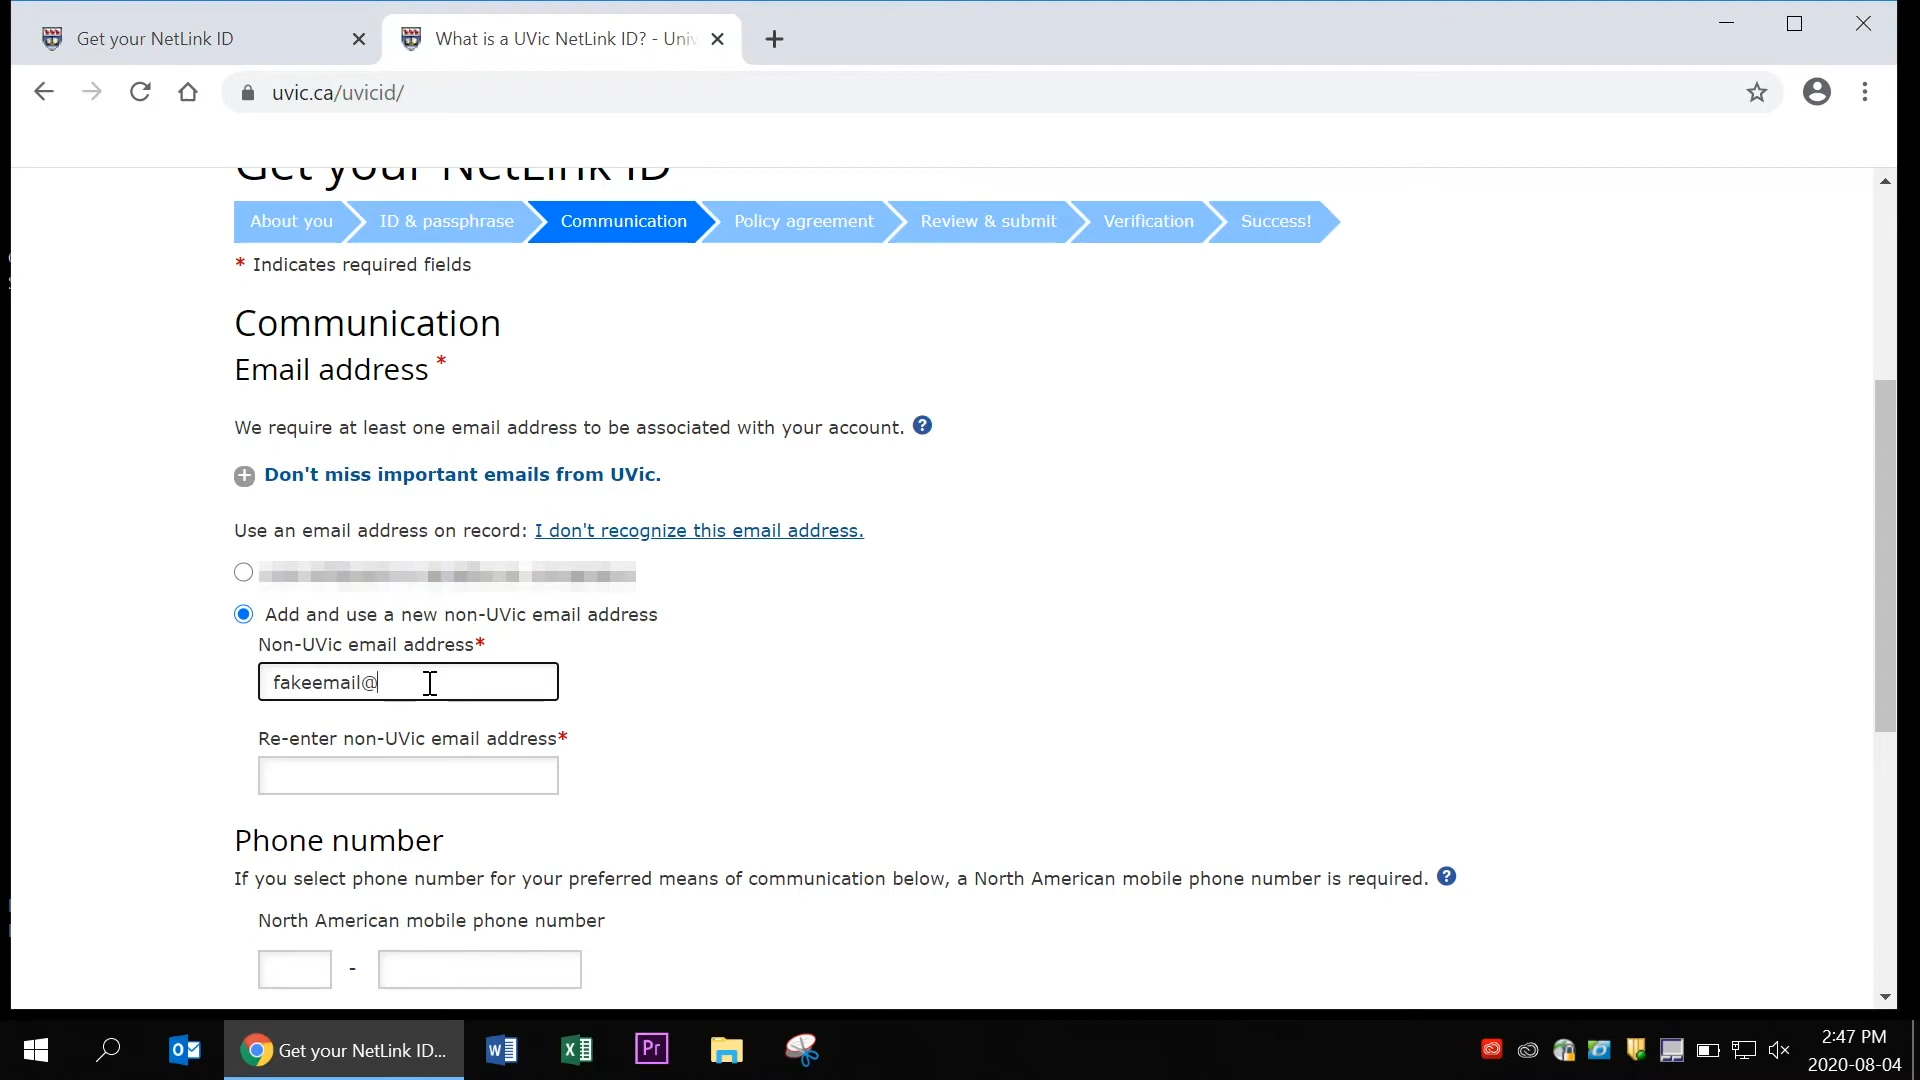 Get your NetLink ID
What is a UVic NetLink ID? - Univ
uvic.ca/uvicid/
Get your NetLink ID
About you
ID & passphrase
Communication
Policy agreement
Review & submit
Verification
Success!
* Indicates required fields
Communication
Email address *
We require at least one email address to be associated with your account. ?
Don't miss important emails from UVic.
Use an email address on record: I don't recognize this email address.
Add and use a new non-UVic email address
Non-UVic email address*
fakeemail@
Re-enter non-UVic email address*
Phone number
If you select phone number for your preferred means of communication below, a North American mobile phone number is required. ?
North American mobile phone number
-
Get your NetLink ID...
Pr
2:47 PM
2020-08-04